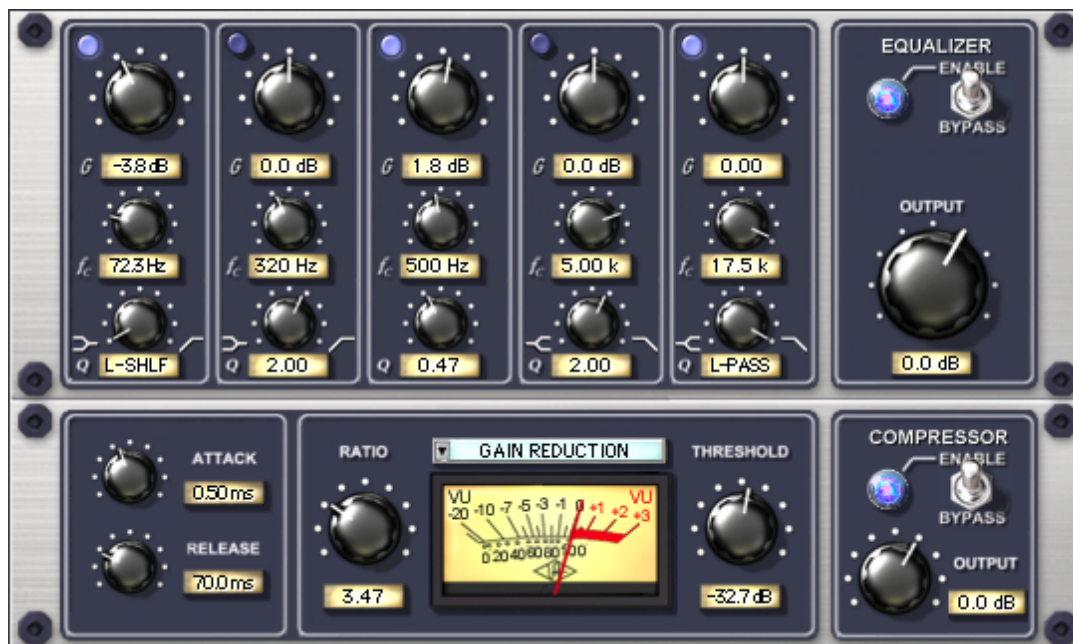 EQUALIZER
ENABLE
BYPASS
G -3.8 dB
G 0.0 dB
G 1.8 dB
G 0.0 dB
G 0.00
OUTPUT
fc 72.3 Hz
fc 320 Hz
fc 500 Hz
fc 5.00 k
fc 17.5 k
Q L-SHLF
Q 2.00
Q 0.47
Q 2.00
Q L-PASS
0.0 dB
ATTACK
0.50 ms
RELEASE
70.0 ms
RATIO
3.47
GAIN REDUCTION
VU VU
-20 -10 -7 -5 -3 -1 0 +1 +2 +3
0 20 40 60 80 100
UA
THRESHOLD
-32.7 dB
COMPRESSOR
ENABLE
BYPASS
OUTPUT
0.0 dB